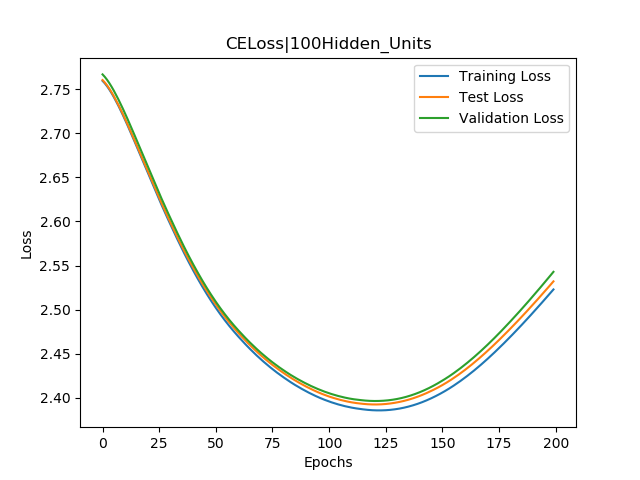 CELoss|100Hidden_Units
Training Loss
Test Loss
Validation Loss
2.75
2.70
2.65
2.60
2.55
2.50
2.45
2.40
Loss
0 25 50 75 100 125 150 175 200
Epochs